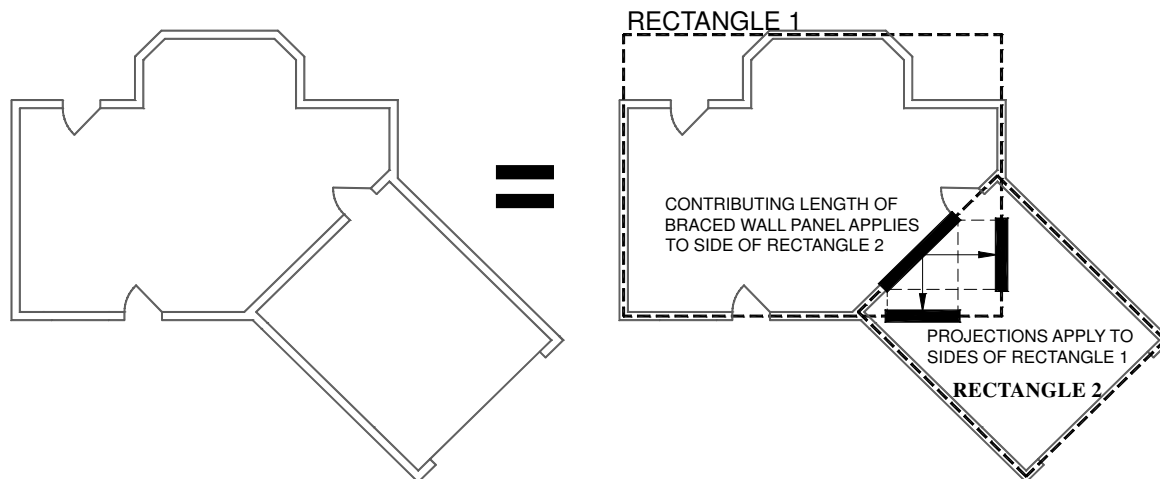 RECTANGLE 1
CONTRIBUTING LENGTH OF
BRACED WALL PANEL APPLIES
TO SIDE OF RECTANGLE 2
PROJECTIONS APPLY TO
SIDES OF RECTANGLE 1
RECTANGLE 2